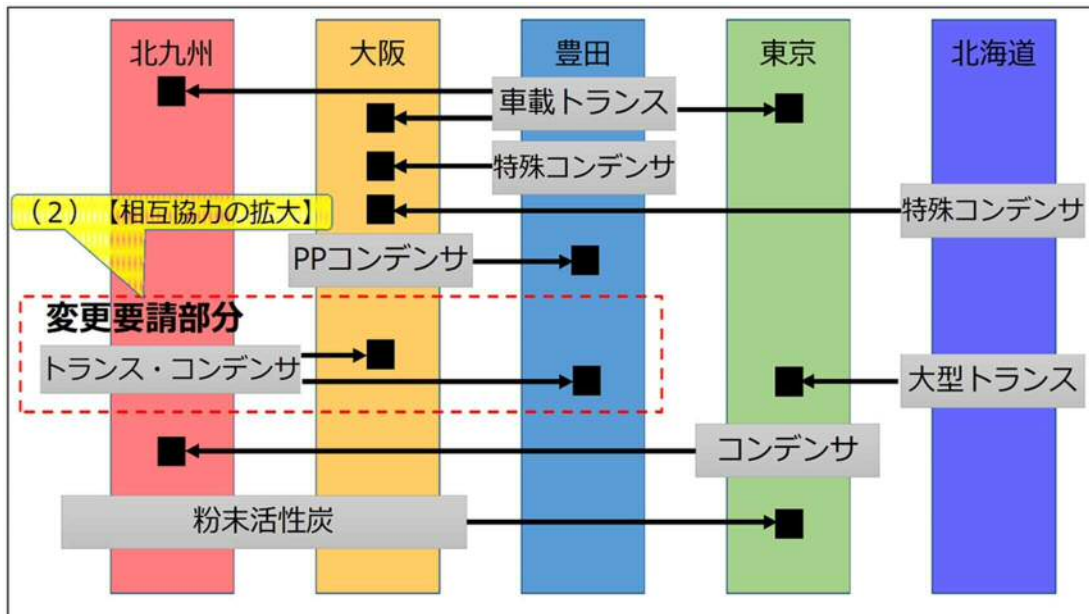 北九州
大阪
豊田
東京
北海道
車載トランス
特殊コンデンサ
（２）【相互協力の拡大】
特殊コンデンサ
PPコンデンサ
変更要請部分
トランス・コンデンサ
大型トランス
コンデンサ
粉末活性炭